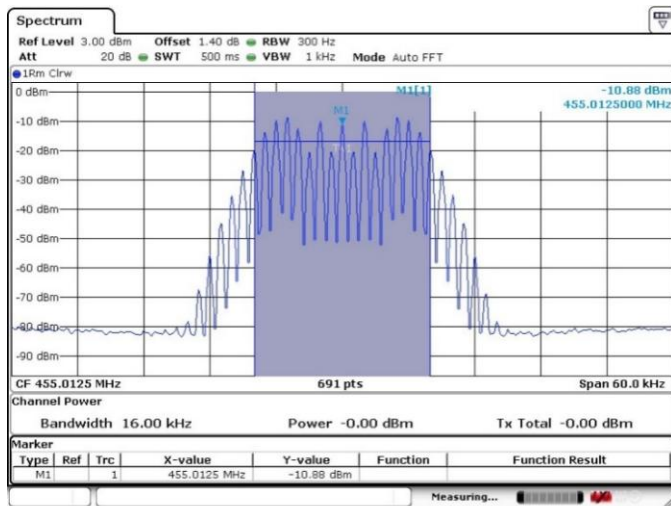 Spectrum
Ref Level 3.00 dBm Offset 1.40 dB RBW 300 Hz
Att 20 dB SWT 500 ms VBW 1 kHz Mode Auto FFT
1Rm Clrw
0 dBm
M1[1] -10.88 dBm
455.0125000 MHz
-10 dBm
M1
-20 dBm
-30 dBm
-40 dBm
-50 dBm
-60 dBm
-70 dBm
-80 dBm
-90 dBm
CF 455.0125 MHz 691 pts Span 60.0 kHz
Channel Power
Bandwidth 16.00 kHz Power -0.00 dBm Tx Total -0.00 dBm
Marker
Type Ref Trc X-value Y-value Function Function Result
M1 1 455.0125 MHz -10.88 dBm
Measuring...